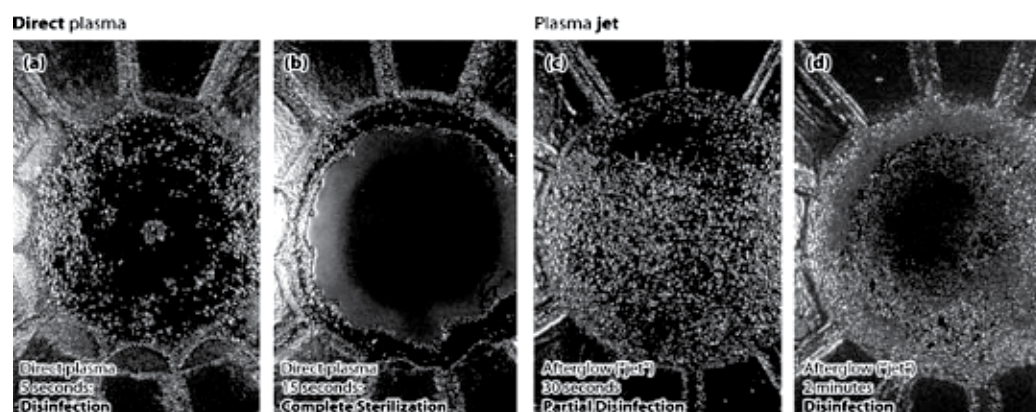 Direct plasma
Plasma jet
(a)
Direct plasma
5 seconds:
Disinfection
(b)
Direct plasma
15 seconds:
Complete Sterilization
(c)
Afterglow ("Jet")
30 seconds
Partial Disinfection
(d)
Afterglow ("Jet")
2 minutes
Disinfection